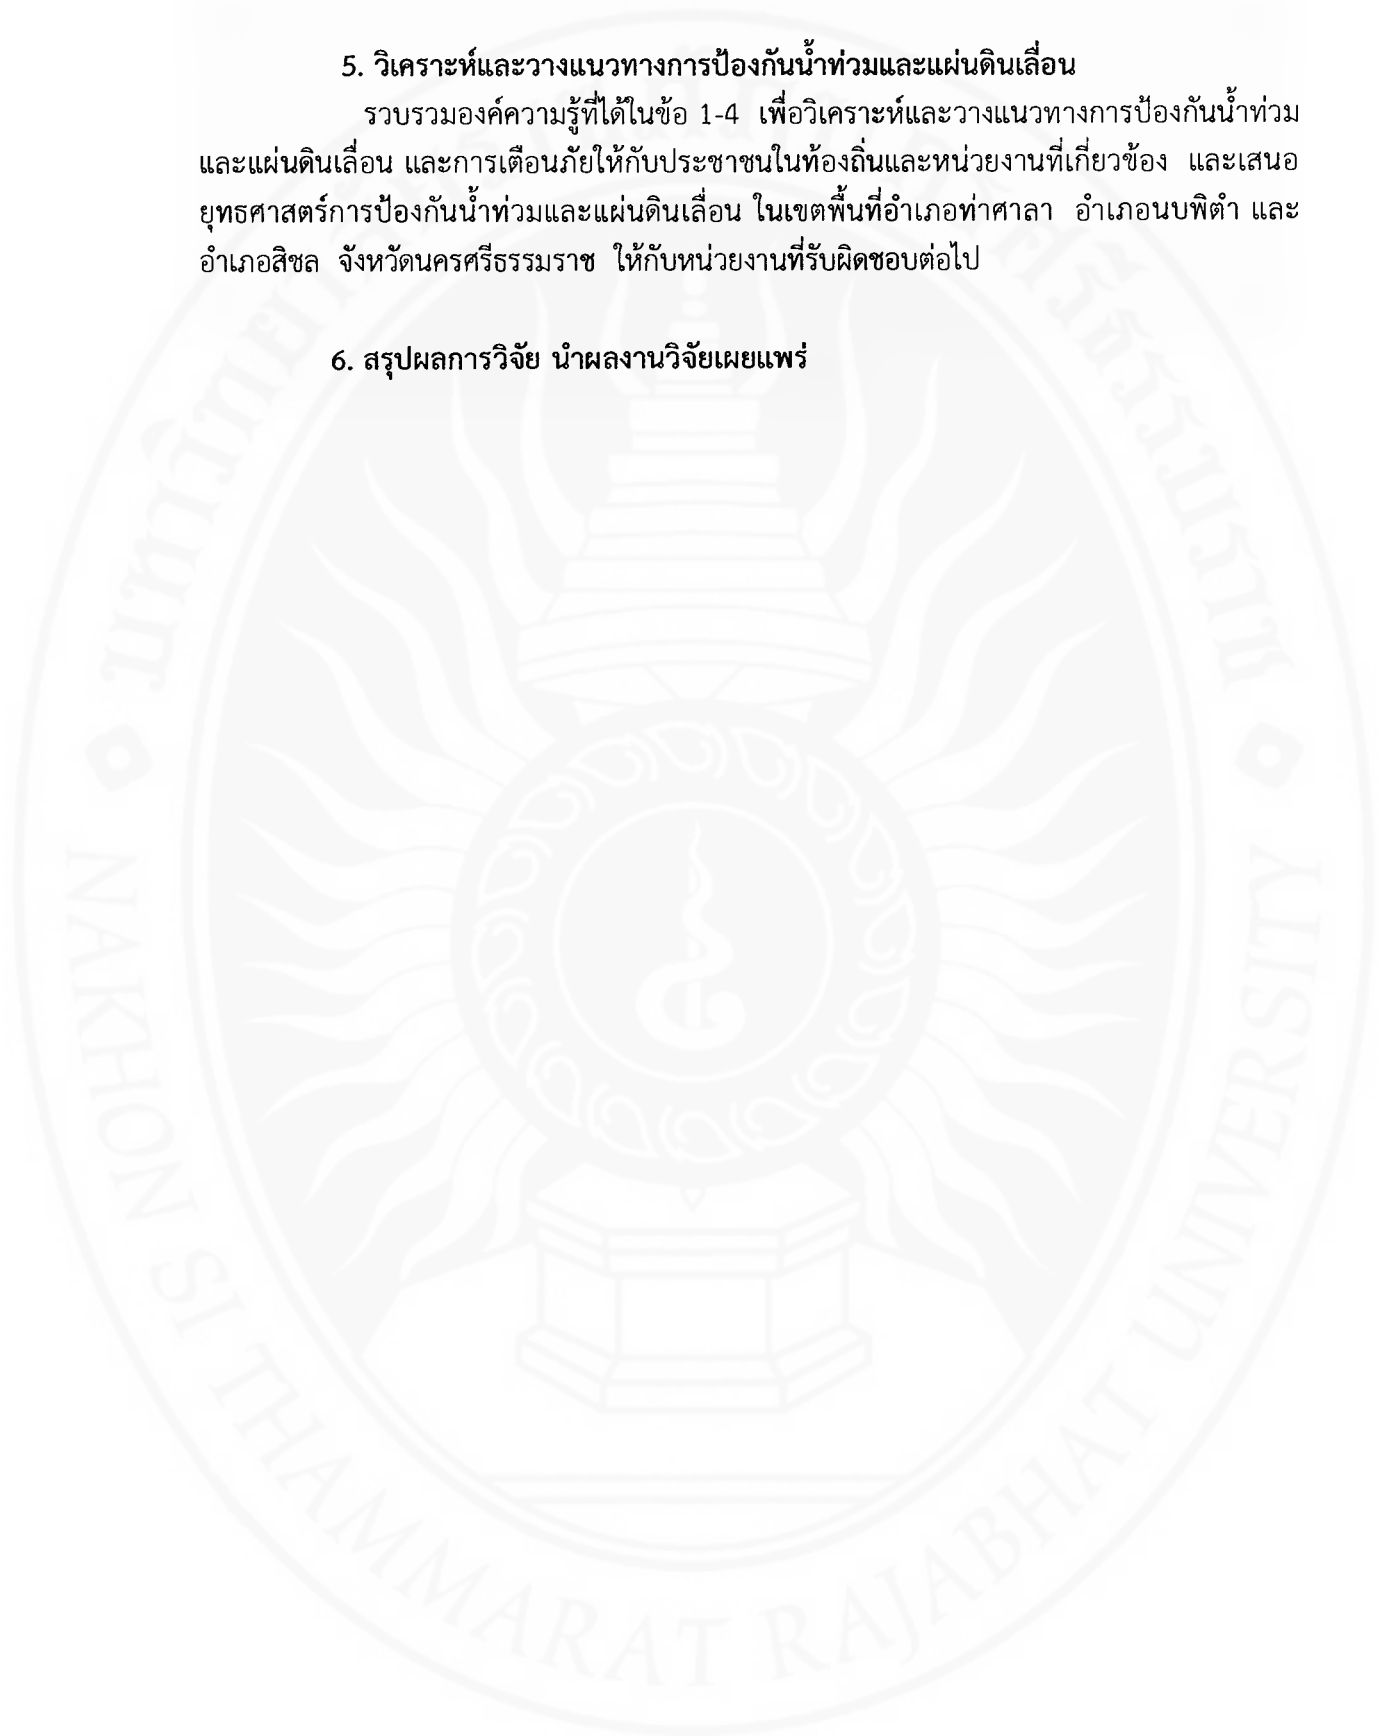 5. วิเคราะห์และวางแนวทางการป้องกันน้ำท่วมและแผ่นดินเลื่อน
รวบรวมองค์ความรู้ที่ได้ในข้อ 1-4 เพื่อวิเคราะห์และวางแนวทางการป้องกันน้ำท่วม
และแผ่นดินเลื่อน และการเตือนภัยให้กับประชาชนในท้องถิ่นและหน่วยงานที่เกี่ยวข้อง และเสนอ
ยุทธศาสตร์การป้องกันน้ำท่วมและแผ่นดินเลื่อน ในเขตพื้นที่อำเภอท่าศาลา อำเภอนบพิตำ และ
อำเภอสิชล จังหวัดนครศรีธรรมราช ให้กับหน่วยงานที่รับผิดชอบต่อไป
6. สรุปผลการวิจัย นำผลงานวิจัยเผยแพร่
NAKHON SI THAMMARAT RAJABHAT UNIVERSITY